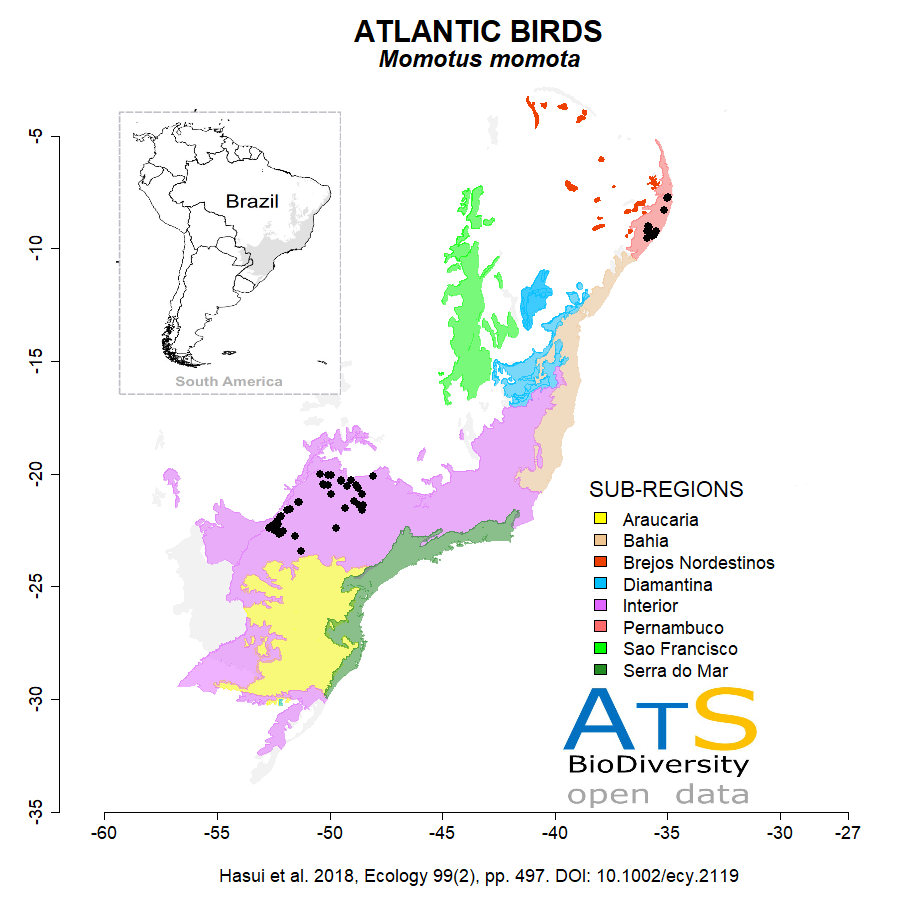 ATLANTIC BIRDS
Momotus momota
Brazil
South America
-5
-10
-15
-20
-25
-30
-35
-60
-55
-50
-45
-40
-35
-30
-27
SUB-REGIONS
Araucaria
Bahia
Brejos Nordestinos
Diamantina
Interior
Pernambuco
Sao Francisco
Serra do Mar
ATS
BioDiversity
open data
Hasui et al. 2018, Ecology 99(2), pp. 497. DOI: 10.1002/ecy.2119